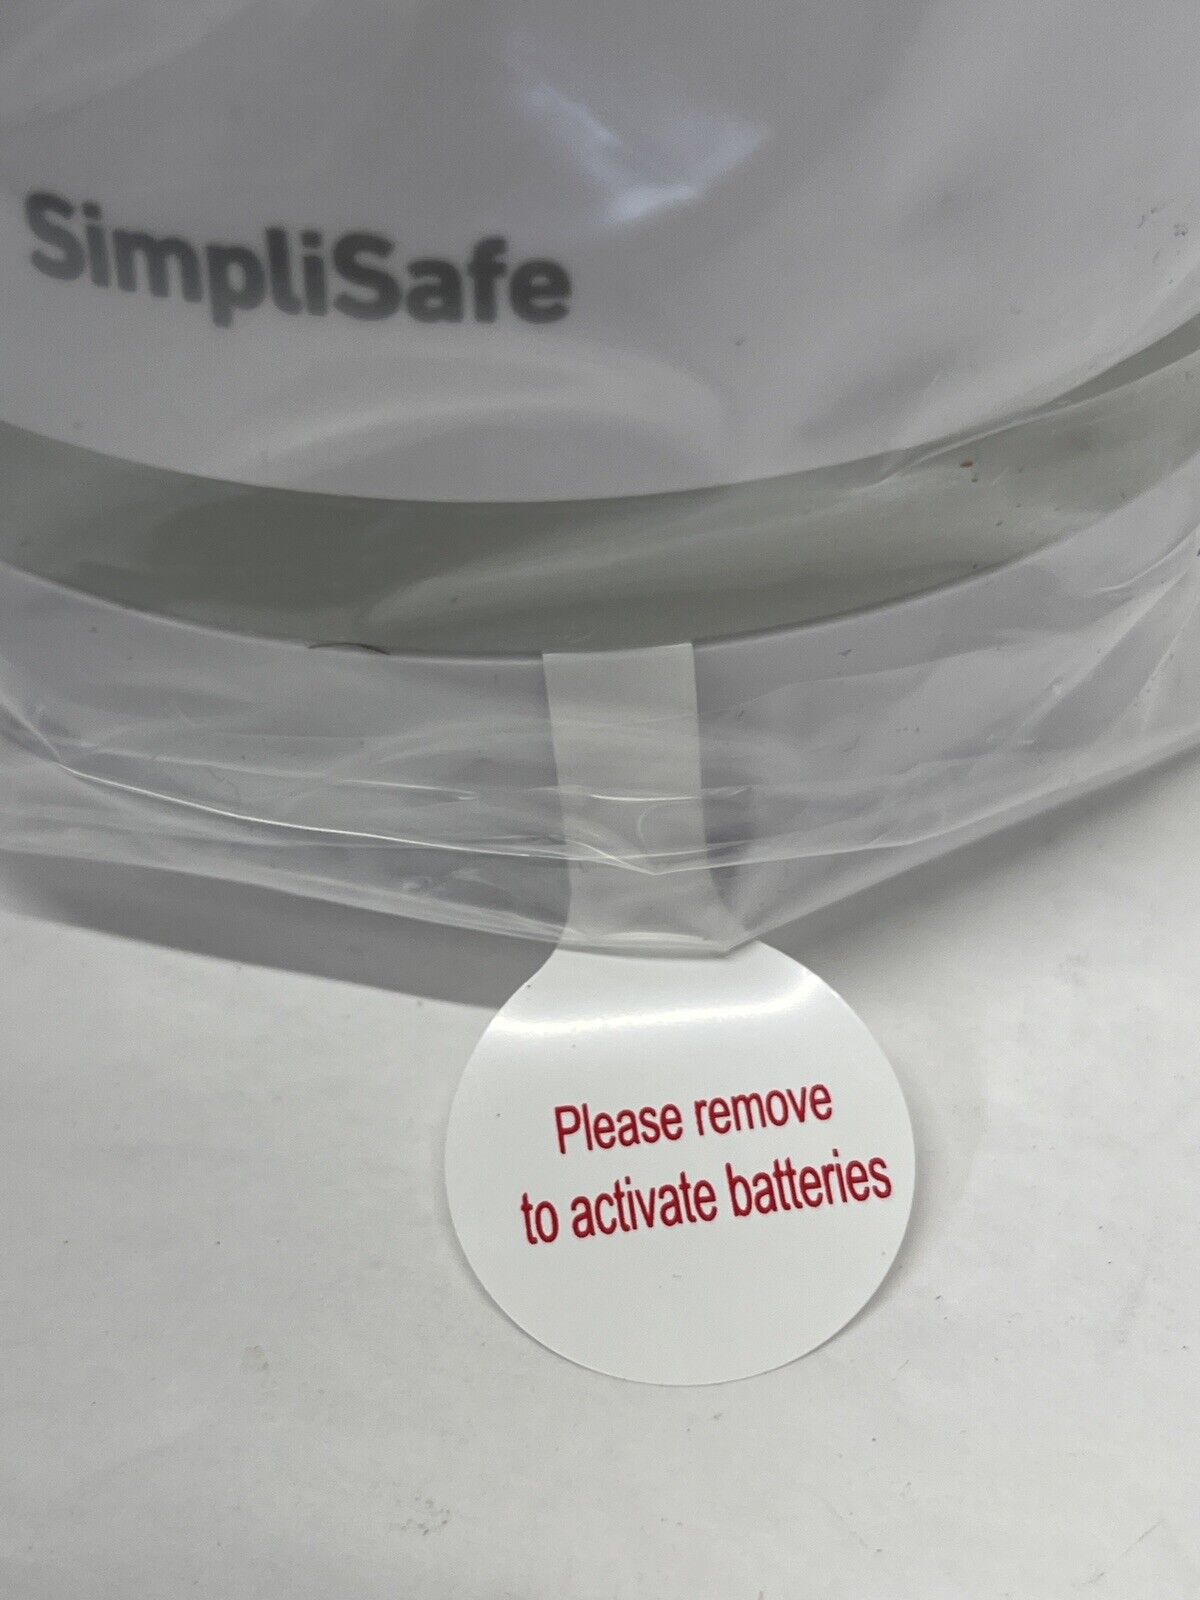 SimpliSafe
Please remove
to activate batteries